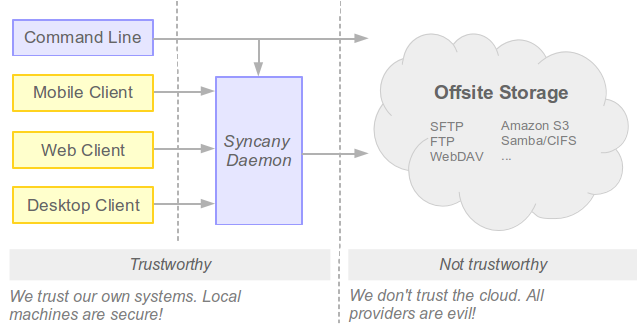 Command Line
Mobile Client
Web Client
Desktop Client
Syncany
Daemon
Offsite Storage
SFTP
FTP
WebDAV
Amazon S3
Samba/CIFS
...
Trustworthy
We trust our own systems. Local
machines are secure!
Not trustworthy
We don't trust the cloud. All
providers are evil!